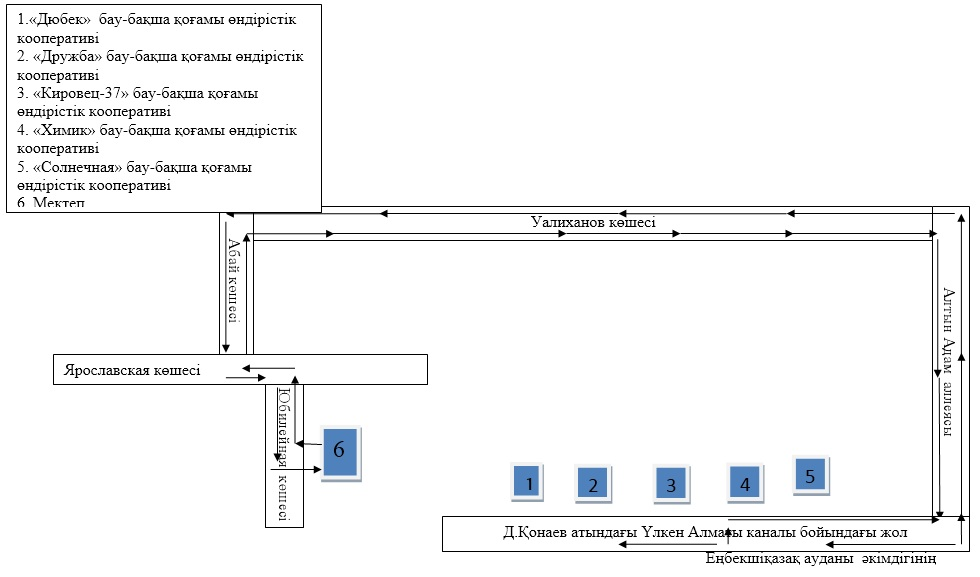 1.«Дюбек» бау-бақша қоғамы өндірістік
кооперативі
2. «Дружба» бау-бақша қоғамы өндірістік
кооперативі
3. «Кировец-37» бау-бақша қоғамы
өндірістік кооперативі
4. «Химик» бау-бақша қоғамы өндірістік
кооперативі
5. «Солнечная» бау-бақша қоғамы
өндірістік кооперативі
6. Мектеп
Уалиханов көшесі
Абай көшесі
Алтын Адам аллеясы
Ярославская көшесі
Юбилейная көшесі
6
1
2
3
4
5
Д.Қонаев атындағы Үлкен Алматы каналы бойындағы жол
Еңбекшіқазақ ауданы әкімдігінің